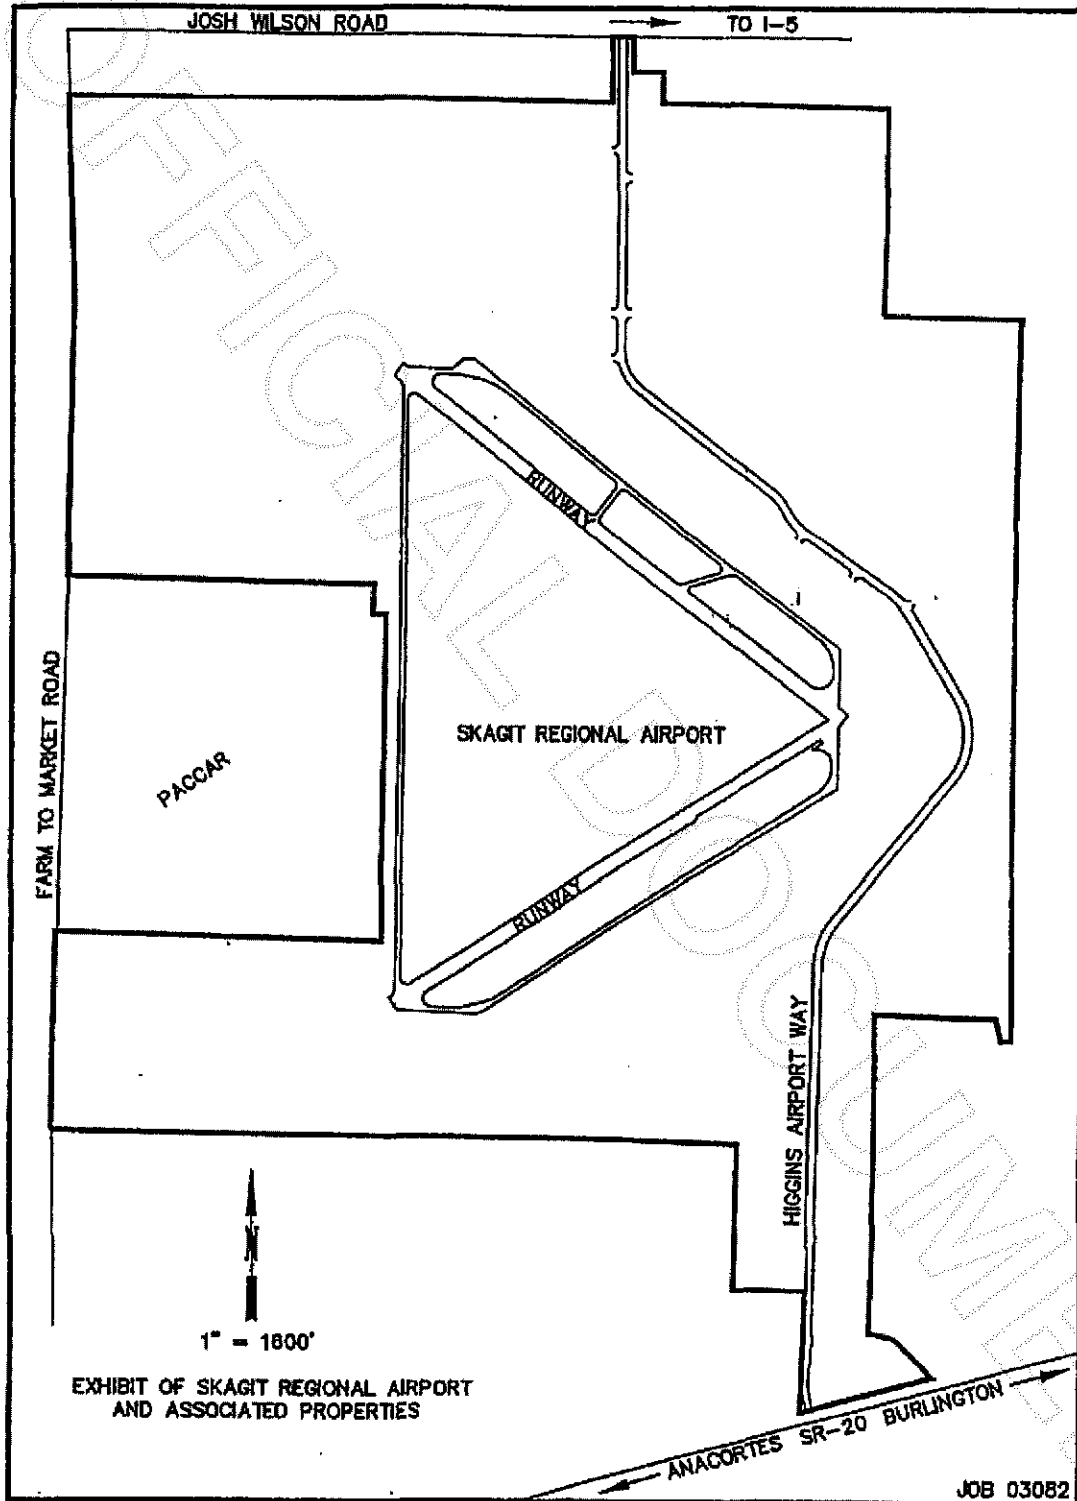 JOSH WILSON ROAD
TO I-5
RUNWAY
SKAGIT REGIONAL AIRPORT
FARM TO MARKET ROAD
PACCAR
RUNWAY
HIGGINS AIRPORT WAY
N
1" = 1600'
EXHIBIT OF SKAGIT REGIONAL AIRPORT
AND ASSOCIATED PROPERTIES
ANACORTES SR-20 BURLINGTON
JOB 03082
OFFICIAL DOCUME